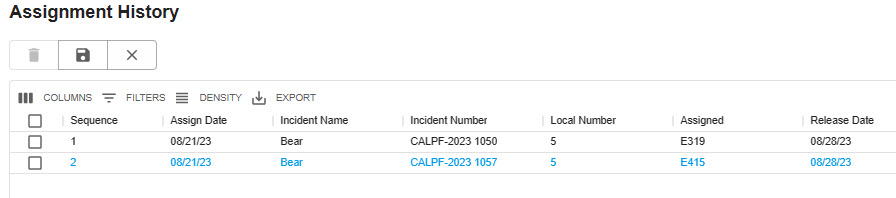 Assignment History
COLUMNS FILTERS DENSITY EXPORT
Sequence Assign Date Incident Name Incident Number Local Number Assigned Release Date
1 08/21/23 Bear CALPF-2023 1050 5 E319 08/28/23
2 08/21/23 Bear CALPF-2023 1057 5 E415 08/28/23